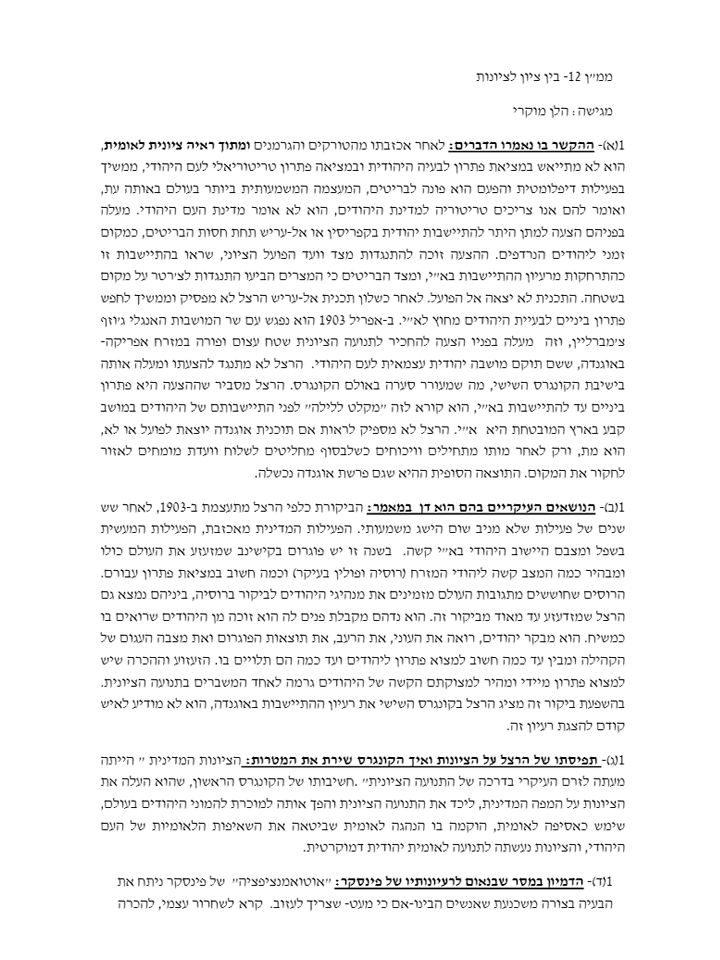 ממ״ן 12- בין ציון לציונות
מגישה: הלן מוקרי
1(א)- ההקשר בו נאמרו הדברים: לאחר אכזבתו מהטורקים והגרמנים ומתוך ראיה ציונית לאומית,
הוא לא מתייאש במציאת פתרון לבעיה היהודית ובמציאה פתרון טריטוריאלי לעם היהודי, ממשיך
בפעילות דיפלומטית והפעם הוא פונה לבריטים, המעצמה המשמעותית ביותר בעולם באותה עת,
ואומר להם אנו צריכים טריטוריה למדינת היהודים, הוא לא אומר מדינת העם היהודי. מעלה
בפניהם הצעה למתן היתר להתיישבות יהודית בקפריסין או אל-עריש תחת חסות הבריטים, כמקום
זמני ליהודים הנרדפים. ההצעה זוכה להתנגדות מצד וועד הפועל הציוני, שראו בהתיישבות זו
כהתרחקות מרעיון ההתיישבות בא״י, ומצד הבריטים כי המצרים הביעו התנגדות לצ׳רטר על מקום
בשטחה. התכנית לא יצאה אל הפועל. לאחר כשלון תכנית אל-עריש הרצל לא מפסיק וממשיך לחפש
פתרון ביניים לבעיית היהודים מחוץ לא״י. ב-אפריל 1903 הוא נפגש עם שר המושבות האנגלי ג׳וזף
צ׳מברליין, וזה מעלה בפניו הצעה להחכיר לתנועה הציונית שטח עצום ופורה במזרח אפריקה-
באוגנדה, ששם תוקם מושבה יהודית עצמאית לעם היהודי. הרצל לא מתנגד להצעתו ומעלה אותה
בישיבת הקונגרס השישי, מה שמעורר סערה באולם הקונגרס. הרצל מסביר שההצעה היא פתרון
ביניים עד להתיישבות בא״י, הוא קורא לזה ״מקלט ללילה״ לפני התיישבותם של היהודים במושב
קבע בארץ המובטחת היא א״י. הרצל לא מספיק לראות אם תוכנית אוגנדה יוצאת לפועל או לא,
הוא מת, ורק לאחר מותו מתחילים וויכוחים כשלבסוף מחליטים לשלוח וועדת מומחים לאזור
לחקור את המקום. התוצאה הסופית ההיא שגם פרשת אוגנדה נכשלה.
1(ב)- הנושאים העיקריים בהם הוא דן במאמר: הביקורת כלפי הרצל מתעצמת ב-1903, לאחר שש
שנים של פעילות שלא מניב שום הישג משמעותי. הפעילות המדינית מאכזבת, הפעילות המעשית
בשפל ומצבם היישוב היהודי בא״י קשה. בשנה זו יש פוגרום בקישינב שמזעזע את העולם כולו
ומבהיר כמה המצב קשה ליהודי המזרח (רוסיה ופולין בעיקר) וכמה חשוב במציאת פתרון עבורם.
הרוסים שחוששים מתגובות העולם מזמינים את מנהיגי היהודים לביקור ברוסיה, ביניהם נמצא גם
הרצל שמזדעזע עד מאוד מביקור זה. הוא נדהם מקבלת פנים לה הוא זוכה מן היהודים שרואים בו
כמשיח. הוא מבקר יהודים, רואה את העוני, את הרעב, את תוצאות הפוגרום ואת מצבה העגום של
הקהילה ומבין עד כמה חשוב למצוא פתרון ליהודים ועד כמה הם תלויים בו. הזעזוע וההכרה שיש
למצוא פתרון מיידי ומהיר למצוקתם הקשה של היהודים גרמה לאחד המשברים בתנועה הציונית.
בהשפעת ביקור זה מציג הרצל בקונגרס השישי את רעיון ההתיישבות באוגנדה, הוא לא מודיע לאיש
קודם להצגת רעיון זה.
1(ג)- תפיסתו של הרצל על הציונות ואיך הקונגרס שירת את המטרות: הציונות המדינית ״ הייתה
מעתה לזרם העיקרי בדרכה של התנועה הציונית״ .חשיבותו של הקונגרס הראשון, שהוא העלה את
הציונות על המפה המדינית, ליכד את התנועה הציונית והפך אותה למוכרת להמוני היהודים בעולם,
שימש כאסיפה לאומית, הוקמה בו הנהגה לאומית שביטאה את השאיפות הלאומיות של העם
היהודי, והציונות נעשתה לתנועה לאומית יהודית דמוקרטית.
1(ד)- הדמיון במסר שבנאום לרעיונותיו של פינסקר: ״אוטואמנציפציה״ של פינסקר ניתח את
הבעיה בצורה משכנעת שאנשים הבינו-אם כי מעט- שצריך לעזוב. קרא לשחרור עצמי, להכרה